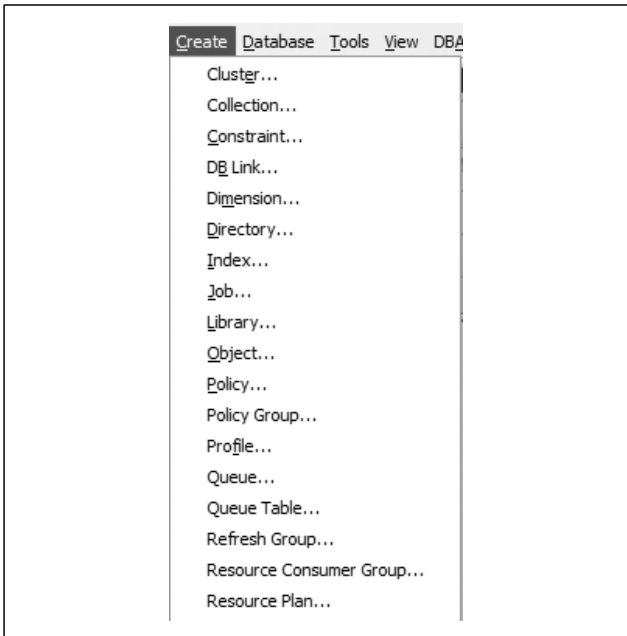 Create Database Tools View DBA
Cluster...
Collection...
Constraint...
DB Link...
Dimension...
Directory...
Index...
Job...
Library...
Object...
Policy...
Policy Group...
Profile...
Queue...
Queue Table...
Refresh Group...
Resource Consumer Group...
Resource Plan...